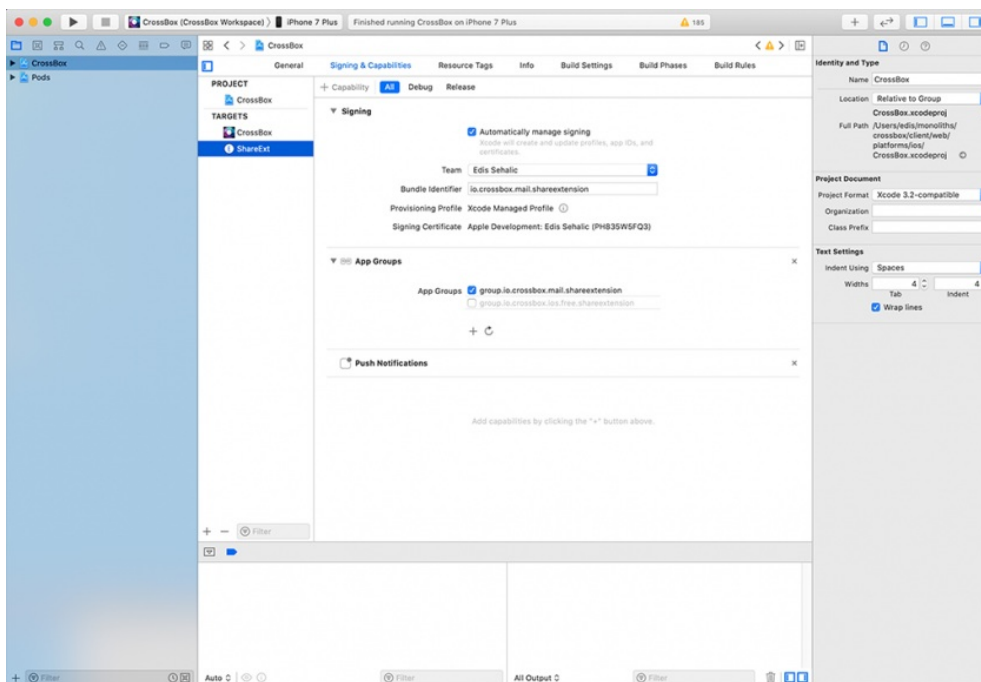 CrossBox (CrossBox Workspace) 〉 iPhone 7 Plus
Finished running CrossBox on iPhone 7 Plus
185
CrossBox
Pods
CrossBox
General
Signing & Capabilities
Resource Tags
Info
Build Settings
Build Phases
Build Rules
PROJECT
CrossBox
TARGETS
CrossBox
ShareExt
+ Capability
All
Debug
Release
Signing
Automatically manage signing
Xcode will create and update profiles, app IDs, and
certificates.
Team Edis Sehalic
Bundle Identifier io.crossbox.mail.shareextension
Provisioning Profile Xcode Managed Profile
Signing Certificate Apple Development: Edis Sehalic (PH835W5FQ3)
App Groups
App Groups group.io.crossbox.mail.shareextension
group.io.crossbox.ios.free.shareextension
Push Notifications
Add capabilities by clicking the "+" button above.
Filter
Filter
Auto
Filter
All Output
Filter
Identity and Type
Name CrossBox
Location Relative to Group
CrossBox.xcodeproj
Full Path /Users/edis/monoliths/
crossbox/client/web/
platforms/ios/
CrossBox.xcodeproj
Project Document
Project Format Xcode 3.2-compatible
Organization
Class Prefix
Text Settings
Indent Using Spaces
Widths 4 4
Tab Indent
Wrap lines